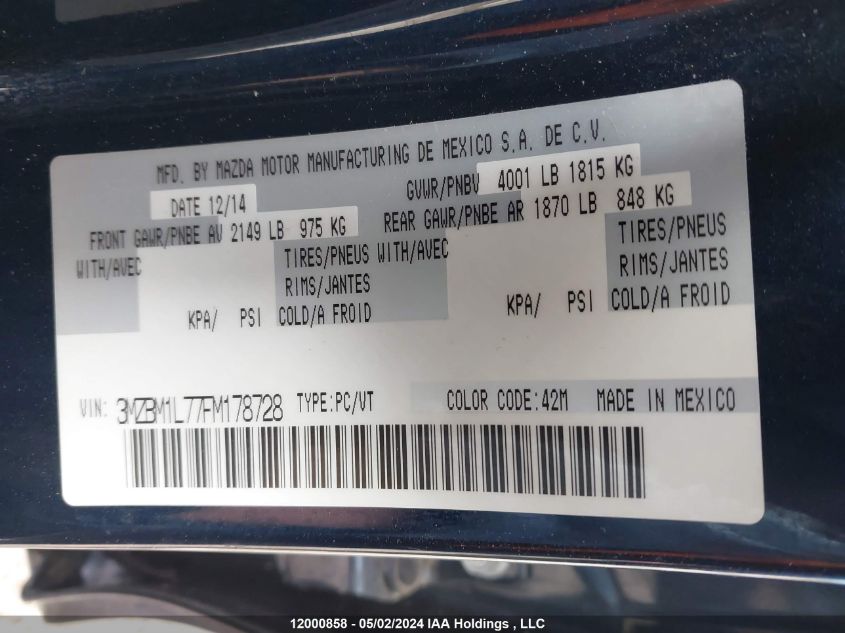 MFD. BY MAZDA MOTOR MANUFACTURING DE MEXICO S.A. DE C.V.
DATE 12/14 GVWR/PNBV 4001 LB 1815 KG
FRONT GAWR/PNBE AV 2149 LB 975 KG REAR GAWR/PNBE AR 1870 LB 848 KG
WITH/AVEC TIRES/PNEUS WITH/AVEC TIRES/PNEUS
RIMS/JANTES RIMS/JANTES
KPA/ PSI COLD/A FROID KPA/ PSI COLD/A FROID
VIN: 3MZBM1L77FM178728 TYPE:PC/VT COLOR CODE:42M MADE IN MEXICO
12000858 - 05/02/2024 IAA Holdings , LLC